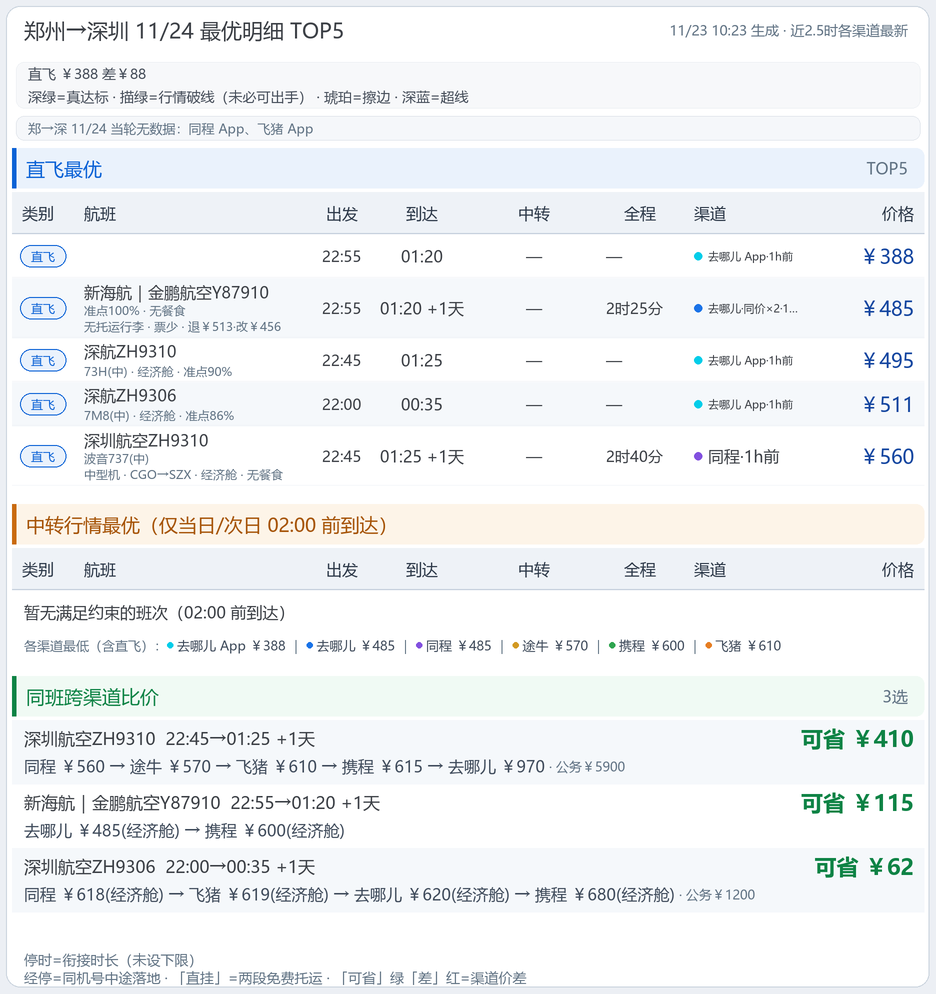 郑州→深圳 11/24 最优明细 TOP5
11/23 10:23 生成 · 近2.5时各渠道最新
直飞 ￥388 差￥88
深绿=真达标 · 描绿=行情破线（未必可出手） · 琥珀=擦边 · 深蓝=超线
郑→深 11/24 当轮无数据：同程 App、飞猪 App
直飞最优 TOP5
类别 航班 出发 到达 中转 全程 渠道 价格
直飞 22:55 01:20 — — 去哪儿 App·1h前 ￥388
新海航｜金鹏航空Y87910
直飞 准点100% · 无餐食 22:55 01:20 +1天 — 2时25分 去哪儿·同价×2·1... ￥485
无托运行李 · 票少 · 退￥513·改￥456
深航ZH9310
直飞 22:45 01:25 — — 去哪儿 App·1h前 ￥495
73H(中) · 经济舱 · 准点90%
深航ZH9306
直飞 22:00 00:35 — — 去哪儿 App·1h前 ￥511
7M8(中) · 经济舱 · 准点86%
深圳航空ZH9310
直飞 波音737(中) 22:45 01:25 +1天 — 2时40分 同程·1h前 ￥560
中型机 · CGO→SZX · 经济舱 · 无餐食
中转行情最优（仅当日/次日 02:00 前到达）
类别 航班 出发 到达 中转 全程 渠道 价格
暂无满足约束的班次（02:00 前到达）
各渠道最低（含直飞）: 去哪儿 App ￥388 | 去哪儿 ￥485 | 同程 ￥485 | 途牛 ￥570 | 携程 ￥600 | 飞猪 ￥610
同班跨渠道比价 3选
深圳航空ZH9310 22:45→01:25 +1天 可省 ￥410
同程 ￥560 → 途牛 ￥570 → 飞猪 ￥610 → 携程 ￥615 → 去哪儿 ￥970 · 公务￥5900
新海航｜金鹏航空Y87910 22:55→01:20 +1天 可省 ￥115
去哪儿 ￥485(经济舱) → 携程 ￥600(经济舱)
深圳航空ZH9306 22:00→00:35 +1天 可省 ￥62
同程 ￥618(经济舱) → 飞猪 ￥619(经济舱) → 去哪儿 ￥620(经济舱) → 携程 ￥680(经济舱) · 公务￥1200
停时=衔接时长（未设下限）
经停=同机号中途落地 · 「直挂」=两段免费托运 · 「可省」绿「差」红=渠道价差